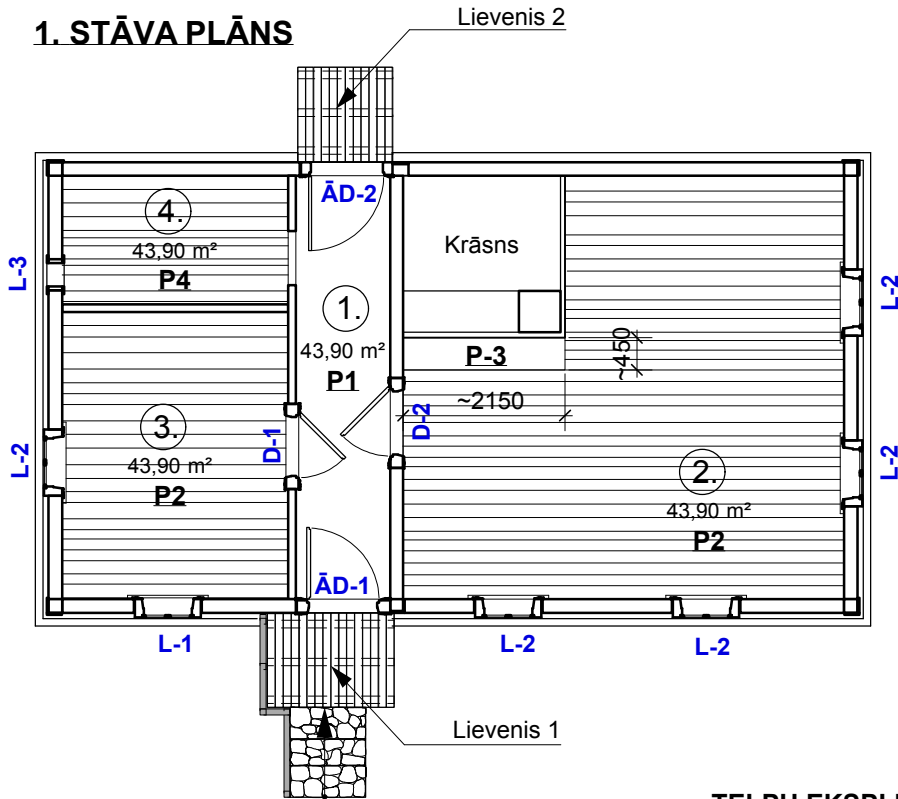 1. STĀVA PLĀNS
Lievenis 2
ĀD-2
4.
43,90 m²
P4
L-3
Krāsns
L-2
1.
43,90 m²
P1
P-3
~450
~2150
D-1
D-2
3.
43,90 m²
P2
L-2
2.
43,90 m²
P2
L-2
ĀD-1
L-1
L-2
L-2
Lievenis 1